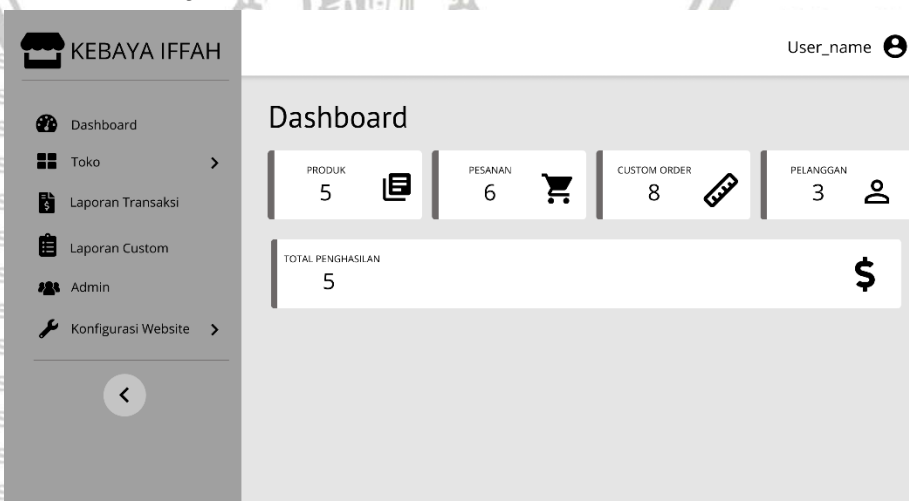 KEBAYA IFFAH
User_name
Dashboard
Toko
Laporan Transaksi
Laporan Custom
Admin
Konfigurasi Website
Dashboard
PRODUK
5
PESANAN
6
CUSTOM ORDER
8
PELANGGAN
3
TOTAL PENGHASILAN
5
$